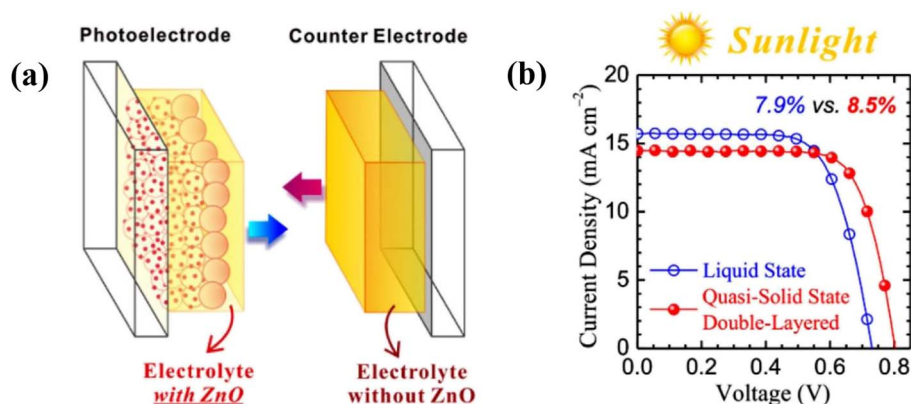 Photoelectrode
Counter Electrode
(a)
Electrolyte
with ZnO
Electrolyte
without ZnO
Sunlight
(b)
7.9% vs. 8.5%
20
15
10
5
0
Current Density (mA cm⁻²)
Liquid State
Quasi-Solid State
Double-Layered
0.0 0.2 0.4 0.6 0.8
Voltage (V)